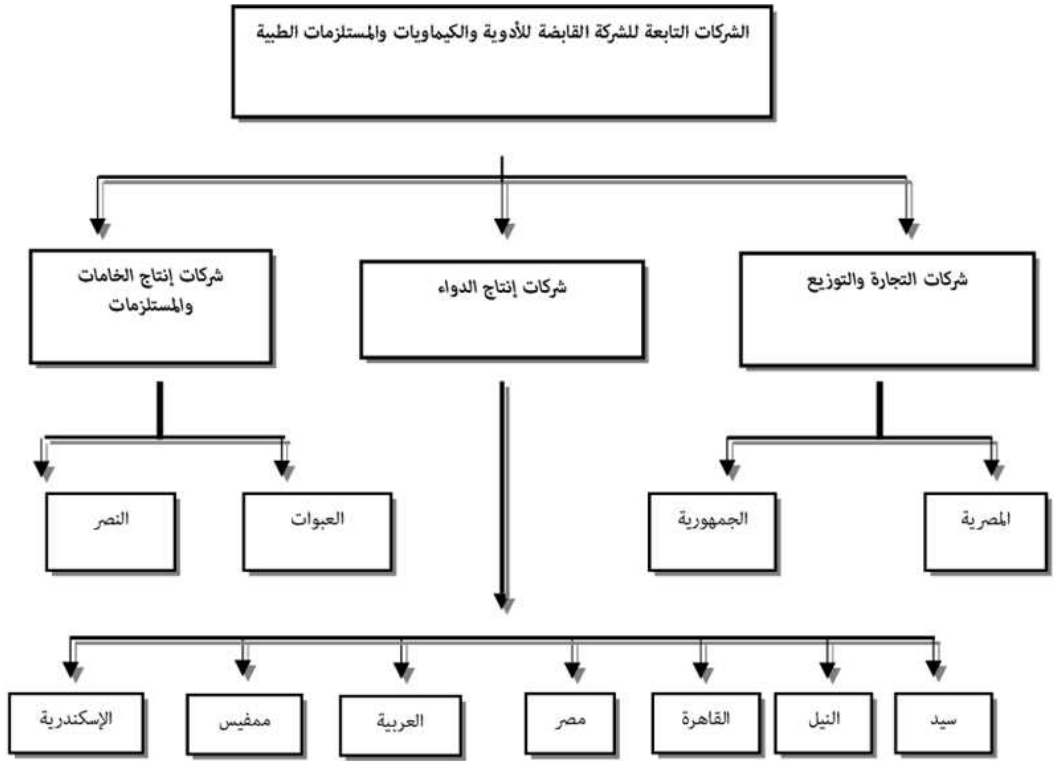 الشركات التابعة للشركة القابضة للأدوية والكيماويات والمستلزمات الطبية
شركات التجارة والتوزيع
شركات إنتاج الدواء
شركات إنتاج الخامات
والمستلزمات
المصرية
الجمهورية
العبوات
النصر
سيد
النيل
القاهرة
مصر
العربية
ممفيس
الإسكندرية